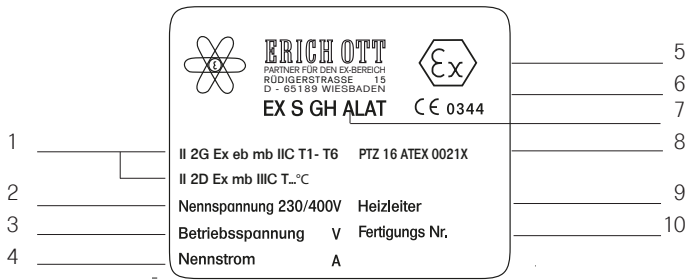 ERICH OTT
PARTNER FÜR DEN EX-BEREICH
RÜDIGERSTRASSE 15
D - 65189 WIESBADEN
εx
EX S GH ALAT CE 0344
II 2G Ex eb mb IIC T1- T6 PTZ 16 ATEX 0021X
II 2D Ex mb IIIC T...°C
Nennspannung 230/400V Heizleiter
Betriebsspannung V Fertigungs Nr.
Nennstrom A
1
2
3
4
5
6
7
8
9
10